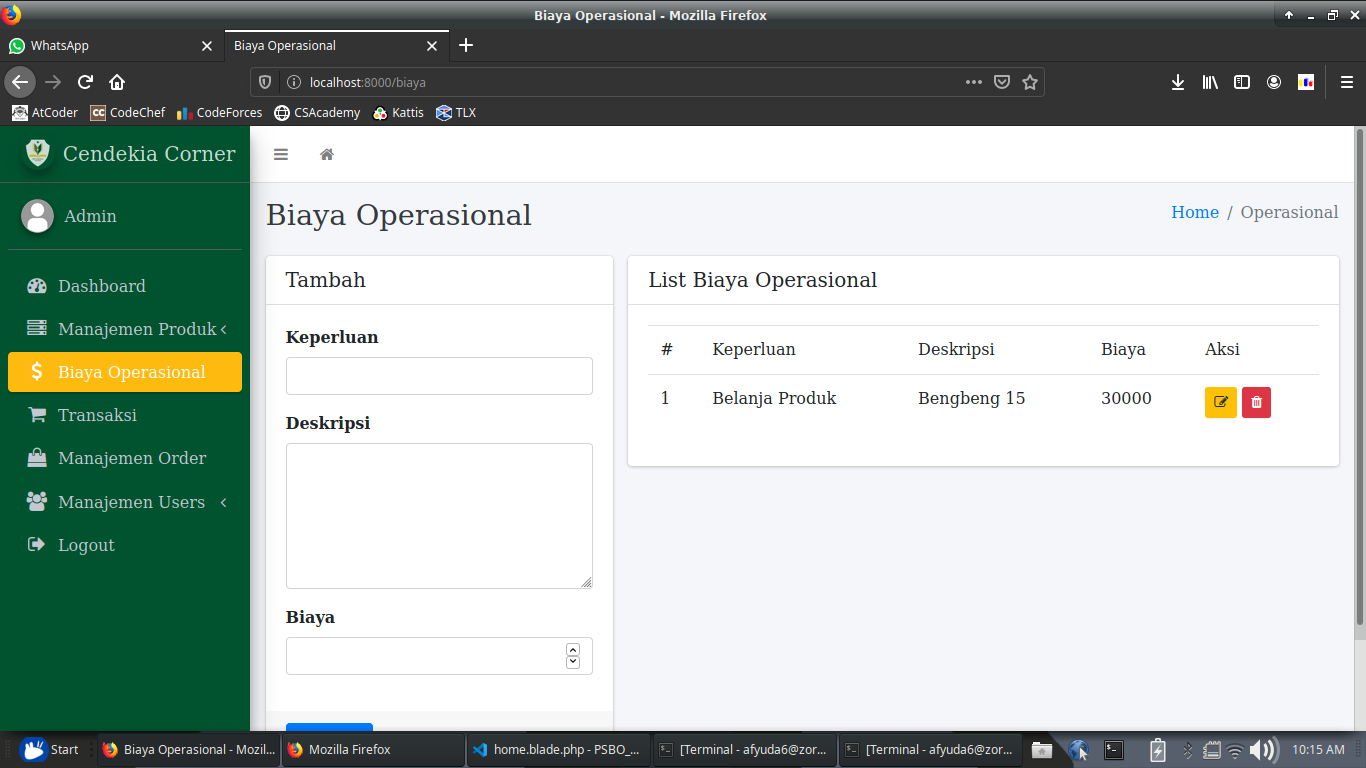 Biaya Operasional - Mozilla Firefox
WhatsApp
Biaya Operasional
localhost:8000/biaya
AtCoder
CC CodeChef
CodeForces
CSAcademy
Kattis
TLX
Cendekia Corner
Admin
Dashboard
Manajemen Produk
Biaya Operasional
Transaksi
Manajemen Order
Manajemen Users
Logout
Biaya Operasional
Home / Operasional
Tambah
Keperluan
Deskripsi
Biaya
List Biaya Operasional
# Keperluan Deskripsi Biaya Aksi
1 Belanja Produk Bengbeng 15 30000
Start
Biaya Operasional - Mozil...
Mozilla Firefox
home.blade.php - PSBO_...
[Terminal - afyuda6@zor...
[Terminal - afyuda6@zor...
10:15 AM